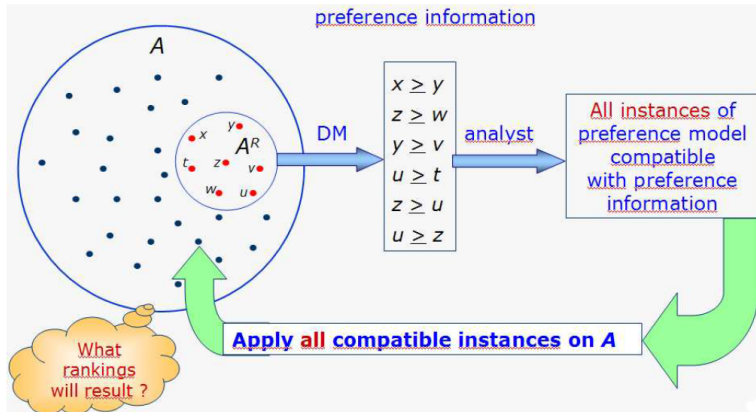 preference information
A
x
y
A^R
t
z
v
w
u
DM
x ≥ y
z ≥ w
y ≥ v
u ≥ t
z ≥ u
u ≥ z
analyst
All instances of
preference model
compatible
with preference
information
Apply all compatible instances on A
What
rankings
will result ?